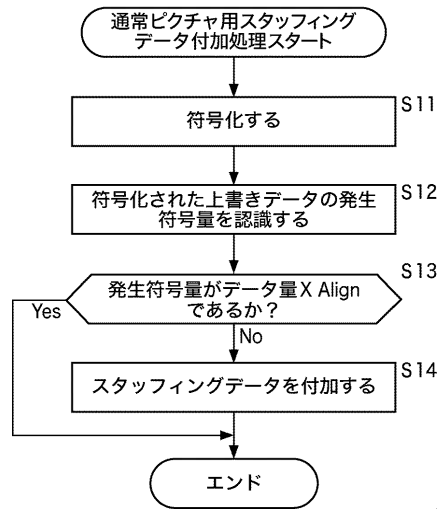 通常ピクチャ用スタッフィング
データ付加処理スタート
S11
符号化する
S12
符号化された上書きデータの発生
符号量を認識する
S13
発生符号量がデータ量X Align
であるか？
Yes
No
S14
スタッフィングデータを付加する
エンド